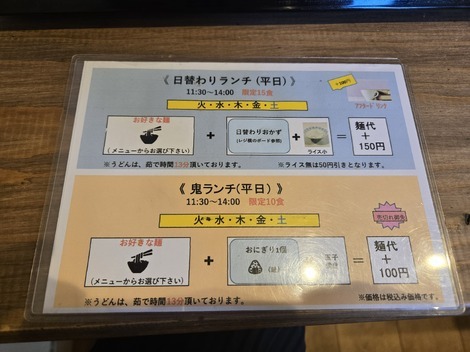 《日替わりランチ(平日)》
11:30〜14:00 限定15食
火・水・木・金・土
お好きな麺
(メニューからお選び下さい)
+
日替わりおかず
(レジ横のボード参照)
+
ライス小
=
麺代
+
150円
※うどんは、茹で時間13分頂いております。
※ライス無は50円引きとなります。
《鬼ランチ(平日)》
11:30〜14:00 限定10食
火・水・木・金・土
売切れ御免
お好きな麺
(メニューからお選び下さい)
+
おにぎり1個
=
麺代
+
100円
※うどんは、茹で時間13分頂いております。
※価格は税込み価格です。